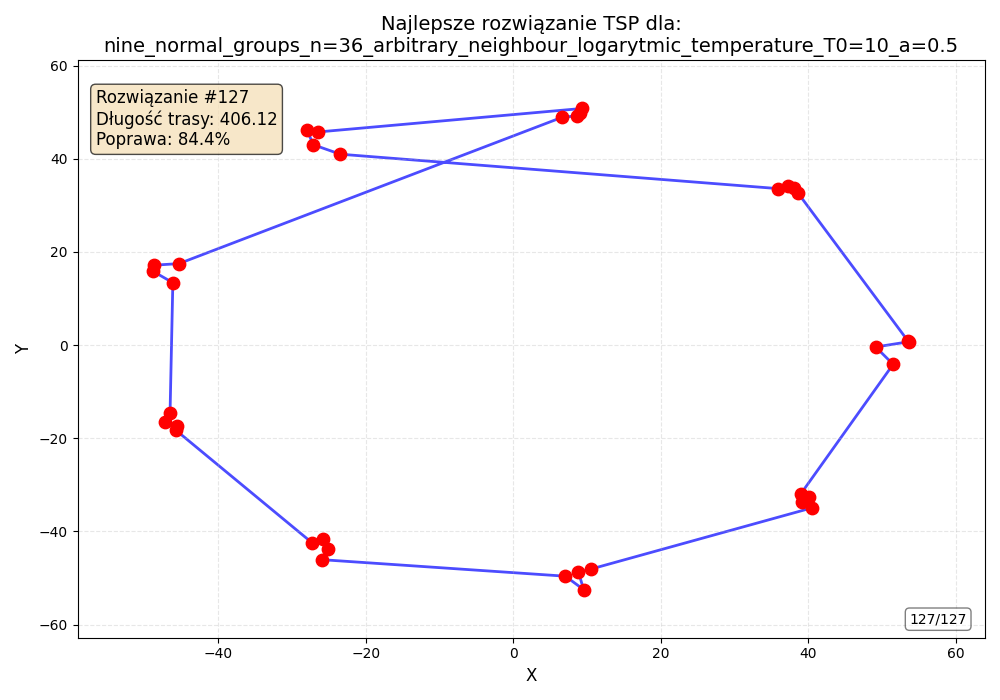 Najlepsze rozwiązanie TSP dla:
nine_normal_groups_n=36_arbitrary_neighbour_logarytmic_temperature_T0=10_a=0.5
Rozwiązanie #127
Długość trasy: 406.12
Poprawa: 84.4%
60
40
20
0
−20
−40
−60
Y
127/127
−40
−20
0
20
40
60
X